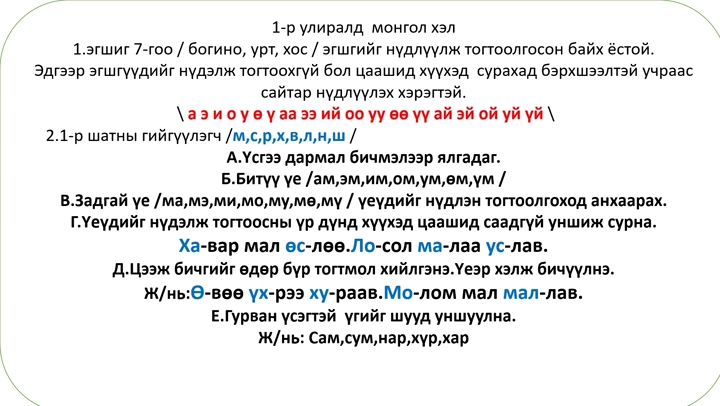 1-р улиралд монгол хэл
1.эгшиг 7-гоо / богино, урт, хос / эгшгийг нүдлүүлж тогтоолгосон байх ёстой.
Эдгээр эгшгүүдийг нүдэлж тогтоохгүй бол цаашид хүүхэд сурахад бэрхшээлтэй учраас
сайтар нүдлүүлэх хэрэгтэй.
\ а э и о у ө ү аа ээ ий оо уу өө үү ай эй ой уй үй \
2.1-р шатны гийгүүлэгч /м,с,р,х,в,л,н,ш /
А.Үсгээ дармал бичмэлээр ялгадаг.
Б.Битүү үе /ам,эм,им,ом,ум,өм,үм /
В.Задгай үе /ма,мэ,ми,мо,му,мө,мү / үеүдийг нүдлэн тогтоолгоход анхаарах.
Г.Үеүдийг нүдэлж тогтоосны үр дүнд хүүхэд цаашид саадгүй уншиж сурна.
Ха-вар мал өс-лөө.Ло-сол ма-лаа ус-лав.
Д.Цээж бичгийг өдөр бүр тогтмол хийлгэнэ.Үеэр хэлж бичүүлнэ.
Ж/нь:Ө-вөө үх-рээ ху-раав.Мо-лом мал мал-лав.
Е.Гурван үсэгтэй үгийг шууд уншуулна.
Ж/нь: Сам,сум,нар,хүр,хар